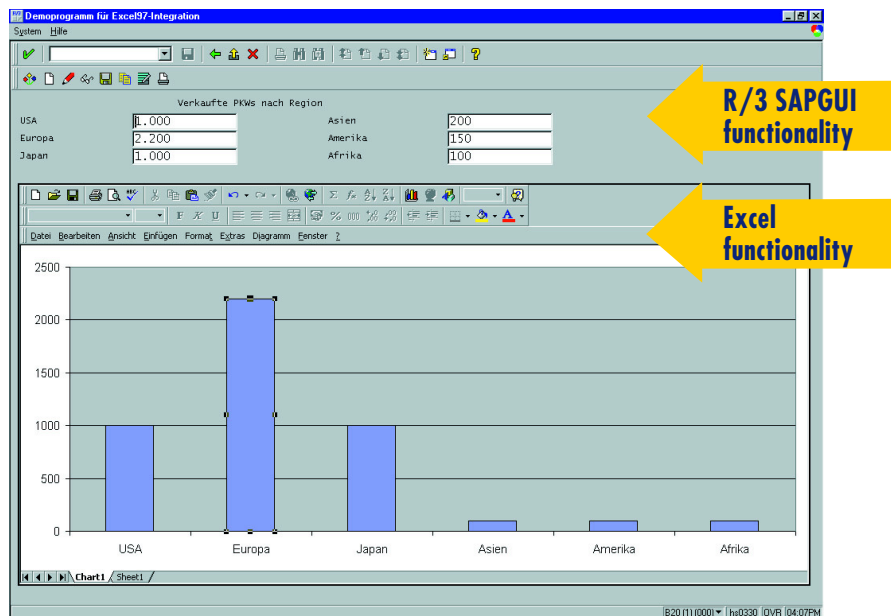 Demoprogramm für Excel97-Integration
System Hilfe
R/3 SAPGUI
functionality
Verkaufte PKWs nach Region
USA 1.000 Asien 200
Europa 2.200 Amerika 150
Japan 1.000 Afrika 100
Excel
functionality
F X U
Datei Bearbeiten Ansicht Einfügen Format Extras Diagramm Fenster ?
2500
2000
1500
1000
500
0
USA Europa Japan Asien Amerika Afrika
Chart1 Sheet1
B20 (1) (000) hs0330 OVR 04:07PM